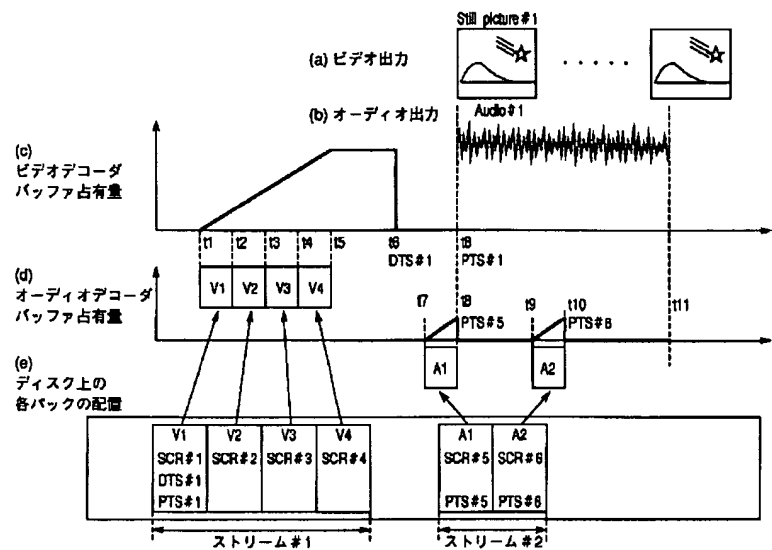 Still picture#1
(a) ビデオ出力
(b) オーディオ出力
Audio#1
(c)
ビデオデコーダ
バッファ占有量
t1 t2 t3 t4 t5 t6 t8
DTS#1 PTS#1
V1 V2 V3 V4
(d)
オーディオデコーダ
バッファ占有量
t7 t8 t9 t10 t11
PTS#5 PTS#6
A1 A2
(e)
ディスク上の
各パックの配置
V1 V2 V3 V4 A1 A2
SCR#1 SCR#2 SCR#3 SCR#4 SCR#5 SCR#6
DTS#1
PTS#1 PTS#5 PTS#6
ストリーム#1 ストリーム#2